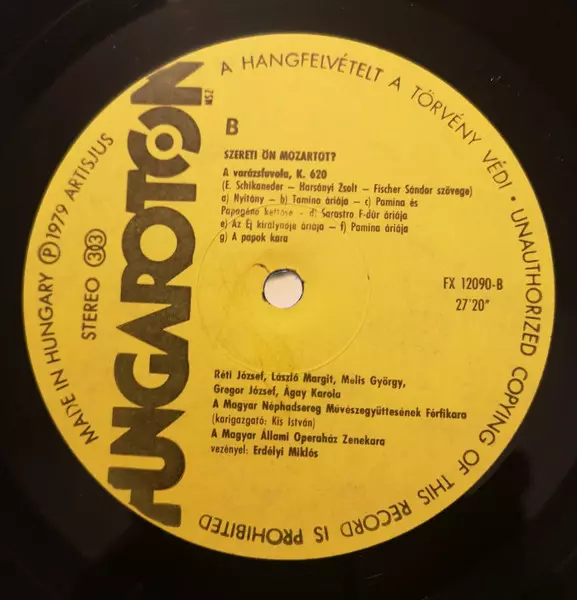 A HANGFELVÉTELT A TÖRVÉNY VÉDI • UNAUTHORIZED COPYING OF THIS RECORD IS PROHIBITED
MADE IN HUNGARY Ⓟ 1979 ARTISJUS
STEREO 33
HUNGAROTON
MSZ
B
SZERETI ÖN MOZARTOT?
A varázsfuvola, K. 620
(E. Schikaneder – Harsányi Zsolt – Fischer Sándor szövege)
a) Nyitány – b) Tamino áriája – c) Pamina és
Papageno kettőse – d) Sarastro F-dúr áriája
e) Az Éj királynője áriája – f) Pamina áriája
g) A papok kara
FX 12090-B
27'20"
Réti József, László Margit, Melis György,
Gregor József, Ágay Karola
A Magyar Néphadsereg Művészegyüttesének Férfikara
(karigazgató: Kis István)
A Magyar Állami Operaház Zenekara
vezényel: Erdélyi Miklós